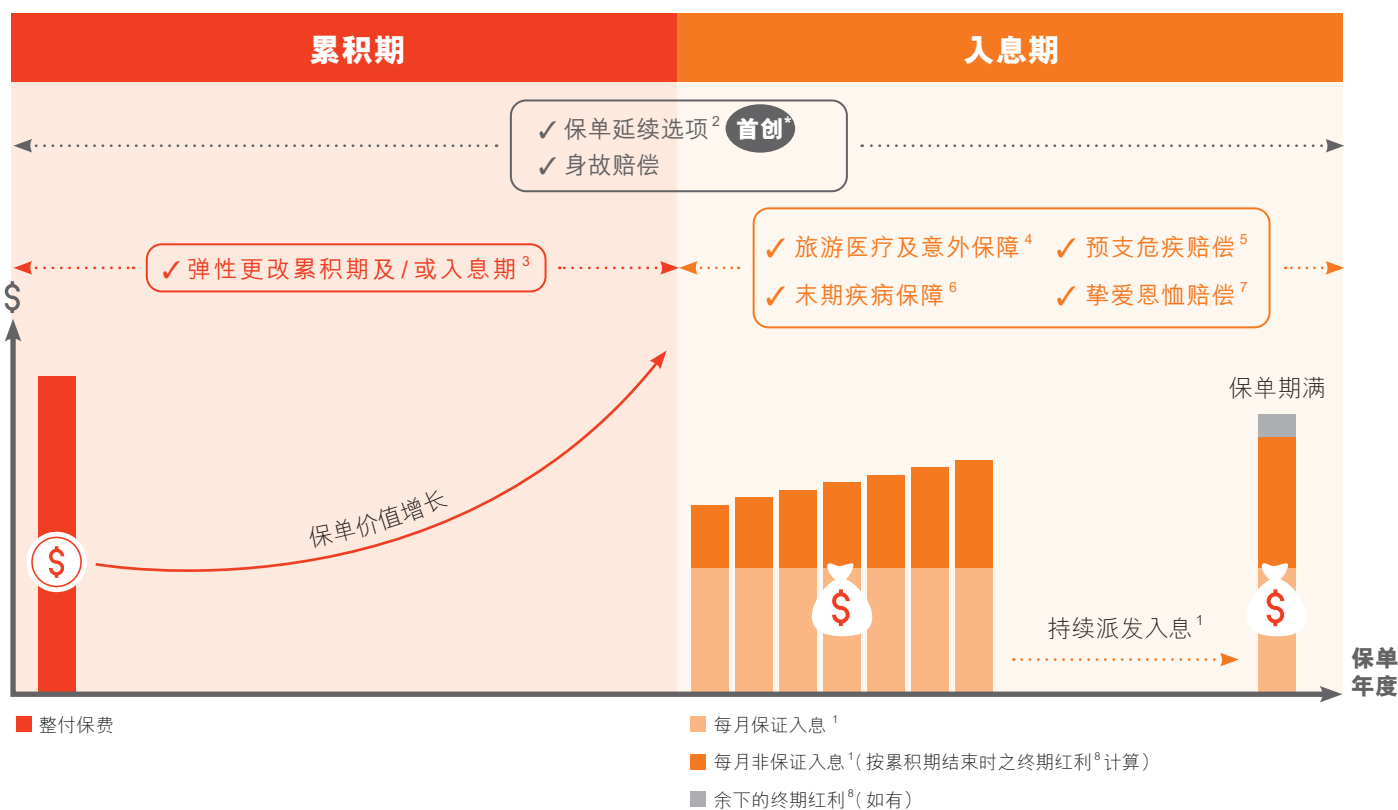 累积期
入息期
✓ 保单延续选项2 首创*
✓ 身故赔偿
✓ 弹性更改累积期及/或入息期3
✓ 旅游医疗及意外保障4 ✓ 预支危疾赔偿5
✓ 末期疾病保障6 ✓ 挚爱恩恤赔偿7
$
保单期满
保单价值增长
$
$
$
持续派发入息1
保单
年度
整付保费
每月保证入息1
每月非保证入息1(按累积期结束时之终期红利8计算)
余下的终期红利8(如有)